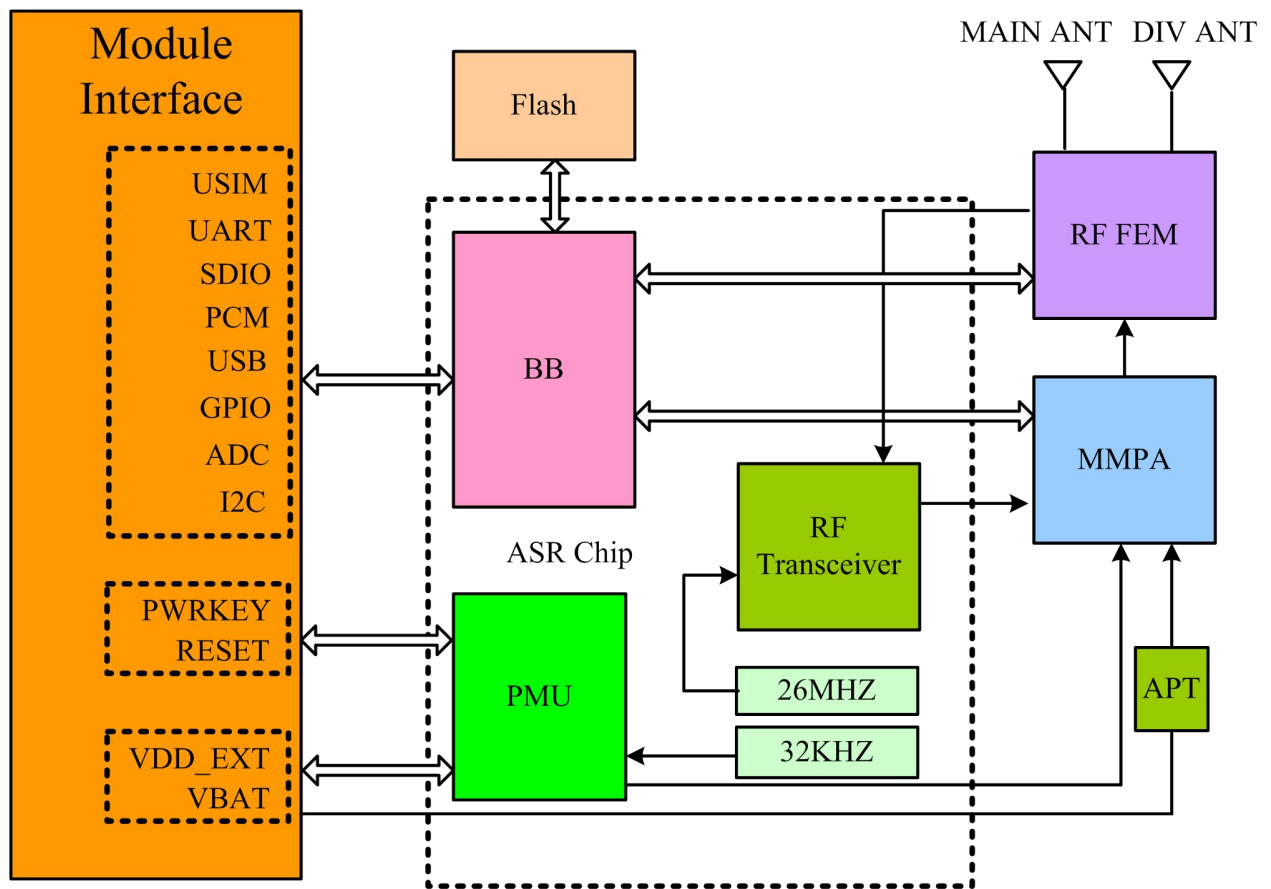 Module
Interface
USIM
UART
SDIO
PCM
USB
GPIO
ADC
I2C
PWRKEY
RESET
VDD_EXT
VBAT
Flash
BB
ASR Chip
PMU
RF
Transceiver
26MHZ
32KHZ
MAIN ANT DIV ANT
RF FEM
MMPA
APT